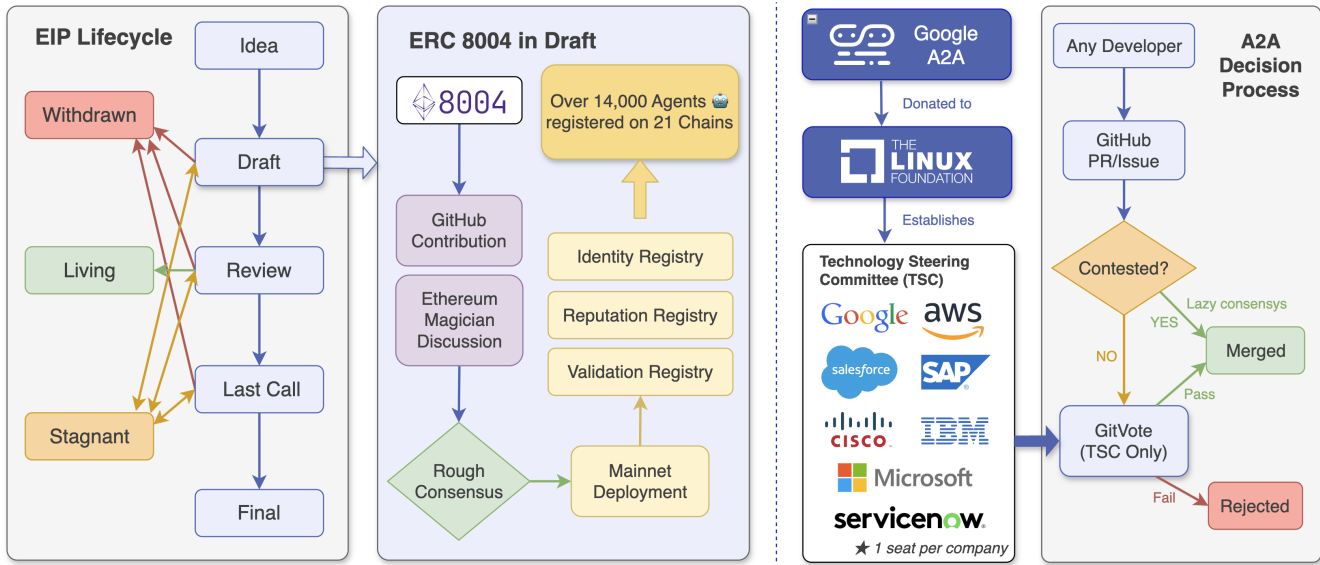 EIP Lifecycle
Idea
Withdrawn
Draft
Living
Review
Last Call
Stagnant
Final
ERC 8004 in Draft
8004
Over 14,000 Agents 🤖
registered on 21 Chains
GitHub
Contribution
Ethereum
Magician
Discussion
Identity Registry
Reputation Registry
Validation Registry
Rough
Consensus
Mainnet
Deployment
Google
A2A
Donated to
THE
LINUX
FOUNDATION
Establishes
Technology Steering
Committee (TSC)
Google
aws
salesforce
SAP®
CISCO.
IBM
Microsoft
servicenow.
★ 1 seat per company
A2A
Decision
Process
Any Developer
GitHub
PR/Issue
Contested?
Lazy consensys
YES
NO
Merged
Pass
GitVote
(TSC Only)
Fail
Rejected